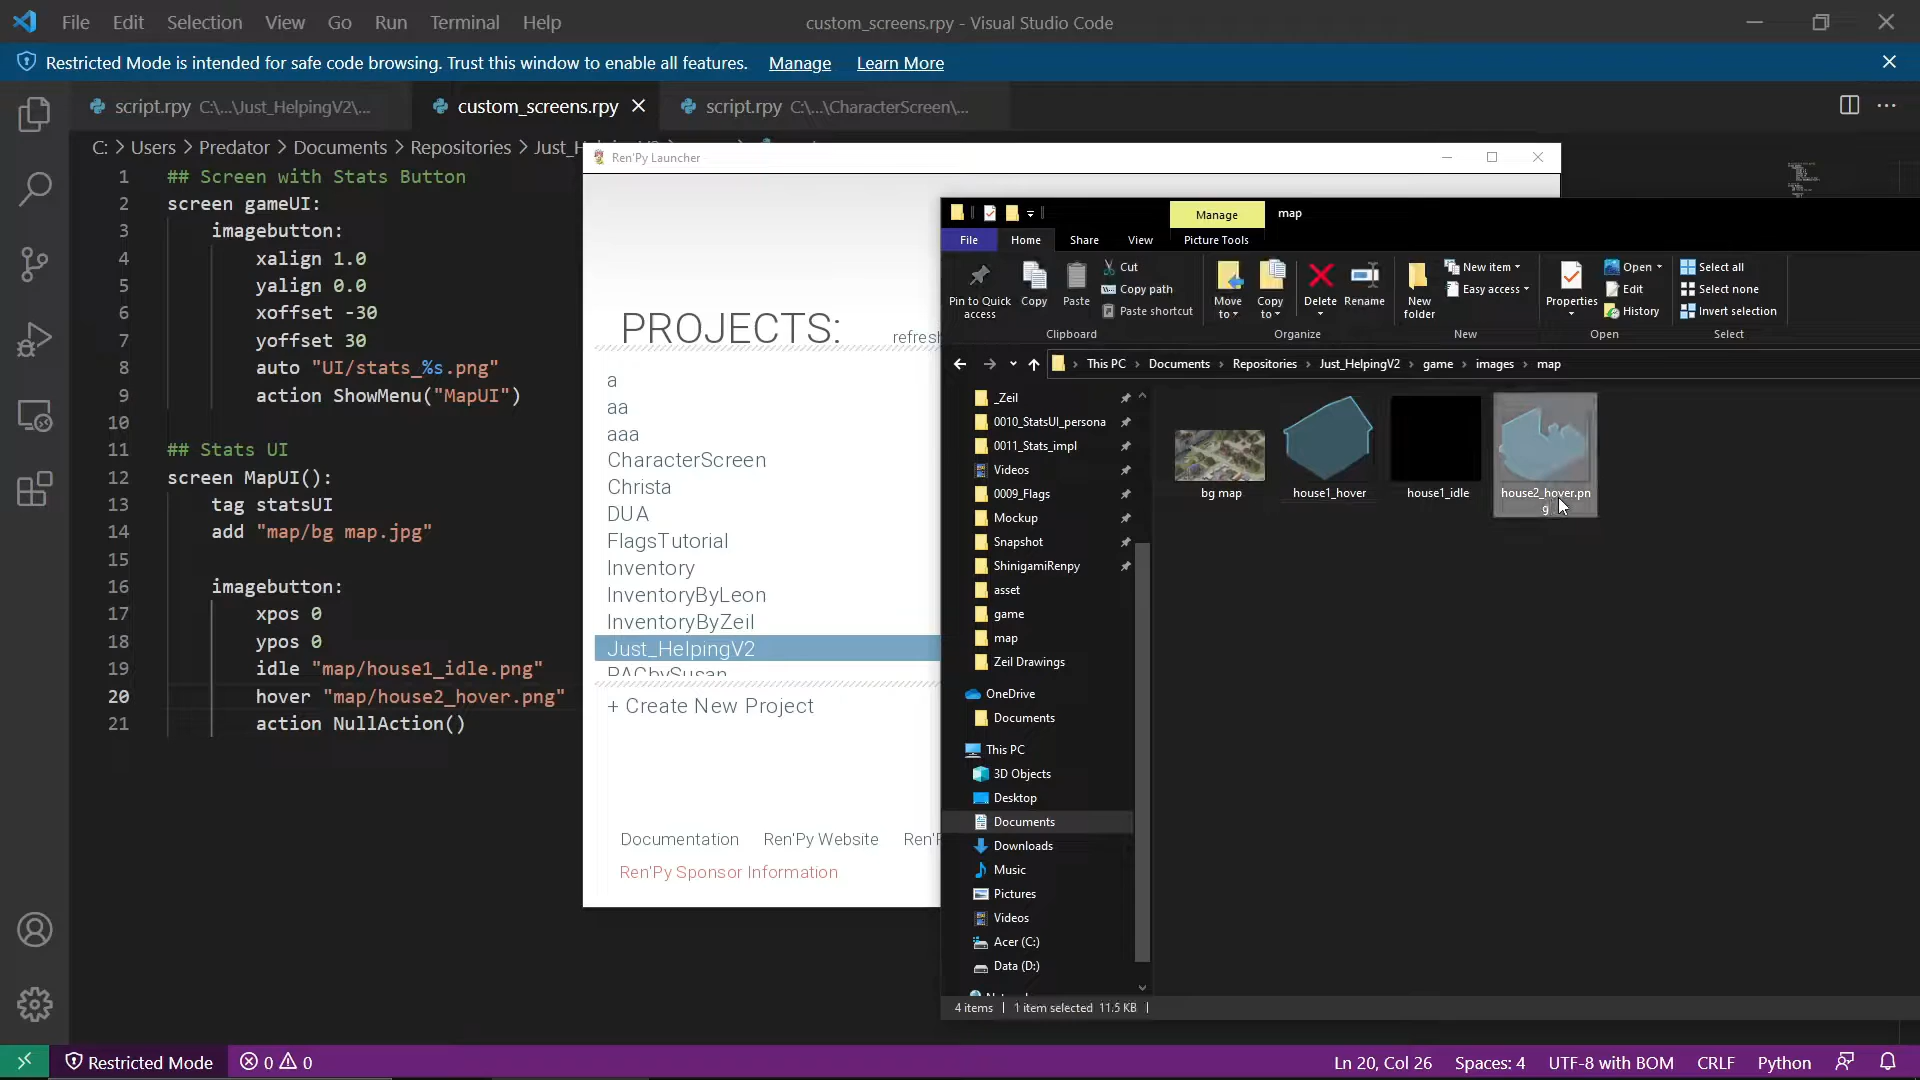 File Edit Selection View Go Run Terminal Help
custom_screens.rpy - Visual Studio Code
Restricted Mode is intended for safe code browsing. Trust this window to enable all features. Manage Learn More
script.rpy C:\...\Just_HelpingV2\...
custom_screens.rpy
script.rpy C:\...\CharacterScreen\...
C: > Users > Predator > Documents > Repositories >
1 ## Screen with Stats Button
2 screen gameUI:
3 imagebutton:
4 xalign 1.0
5 yalign 0.0
6 xoffset -30
7 yoffset 30
8 auto "UI/stats_%s.png"
9 action ShowMenu("MapUI")
10
11 ## Stats UI
12 screen MapUI():
13 tag statsUI
14 add "map/bg map.jpg"
15
16 imagebutton:
17 xpos 0
18 ypos 0
19 idle "map/house1_idle.png"
20 hover "map/house2_hover.png"
21 action NullAction()
Ren'Py Launcher
PROJECTS:
refresh
a
aa
aaa
CharacterScreen
Christa
DUA
FlagsTutorial
Inventory
InventoryByLeon
InventoryByZeil
Just_HelpingV2
+ Create New Project
Documentation Ren'Py Website
Ren'Py Sponsor Information
Manage
map
File Home Share View Picture Tools
Pin to Quick access
Copy
Paste
Cut
Copy path
Paste shortcut
Clipboard
Move to
Copy to
Delete
Rename
Organize
New folder
New item
Easy access
New
Properties
Open
Edit
History
Open
Select all
Select none
Invert selection
Select
This PC > Documents > Repositories > Just_HelpingV2 > game > images > map
_Zeil
0010_StatsUI_persona
0011_Stats_impl
Videos
0009_Flags
Mockup
Snapshot
ShinigamiRenpy
asset
game
map
Zeil Drawings
OneDrive
Documents
This PC
3D Objects
Desktop
Documents
Downloads
Music
Pictures
Videos
Acer (C:)
Data (D:)
bg map
house1_hover
house1_idle
house2_hover.pn
g
4 items 1 item selected 11.5 KB
Restricted Mode
0 0
Ln 20, Col 26
Spaces: 4
UTF-8 with BOM
CRLF
Python